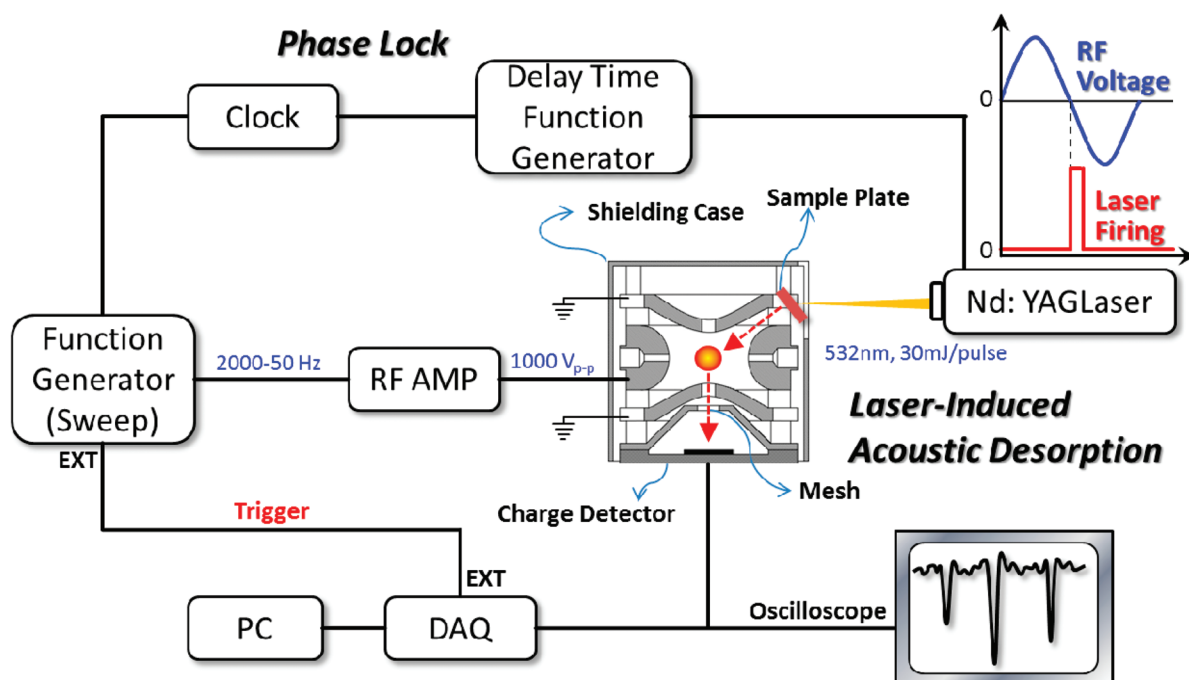 Phase Lock
Clock
Delay Time
Function
Generator
RF
Voltage
0
Laser
Firing
0
Shielding Case
Sample Plate
Nd: YAGLaser
532nm, 30mJ/pulse
Function
Generator
(Sweep)
2000-50 Hz
RF AMP
1000 Vp-p
Laser-Induced
Acoustic Desorption
EXT
Mesh
Charge Detector
Trigger
EXT
PC
DAQ
Oscilloscope